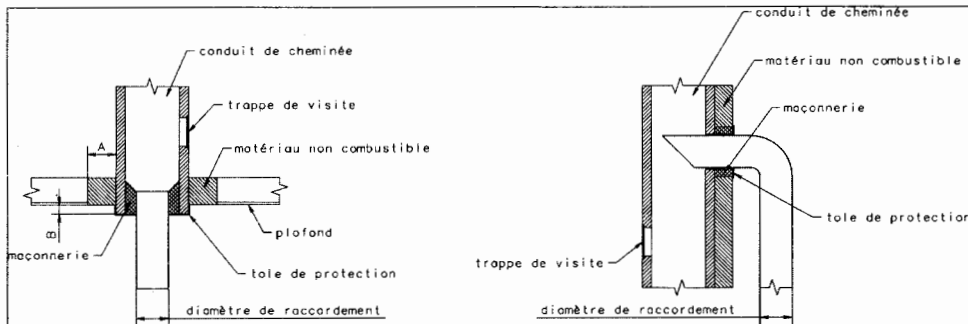 conduit de cheminée
trappe de visite
A
matériau non combustible
B
plofond
maçonnerie
tole de protection
diamètre de raccordement
conduit de cheminée
matériau non combustible
maçonnerie
tole de protection
trappe de visite
diamètre de raccordement